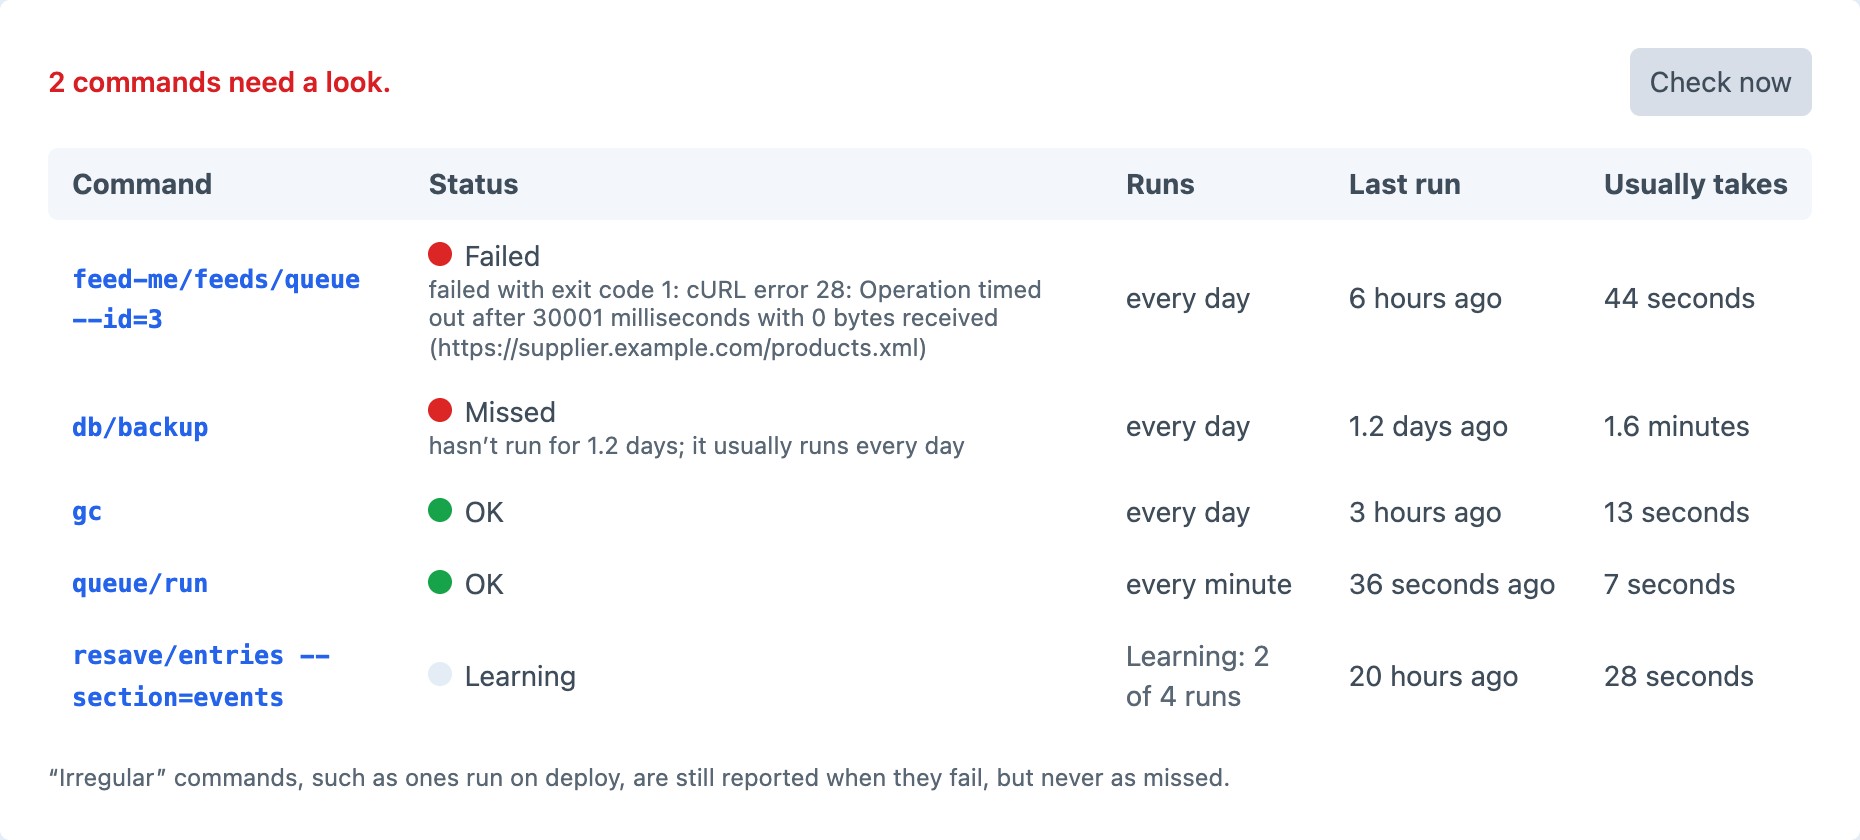 2 commands need a look.
Check now
Command Status Runs Last run Usually takes
feed-me/feeds/queue
--id=3
Failed
failed with exit code 1: cURL error 28: Operation timed
out after 30001 milliseconds with 0 bytes received
(https://supplier.example.com/products.xml)
every day
6 hours ago
44 seconds
db/backup
Missed
hasn’t run for 1.2 days; it usually runs every day
every day
1.2 days ago
1.6 minutes
gc
OK
every day
3 hours ago
13 seconds
queue/run
OK
every minute
36 seconds ago
7 seconds
resave/entries --
section=events
Learning
Learning: 2
of 4 runs
20 hours ago
28 seconds
“Irregular” commands, such as ones run on deploy, are still reported when they fail, but never as missed.